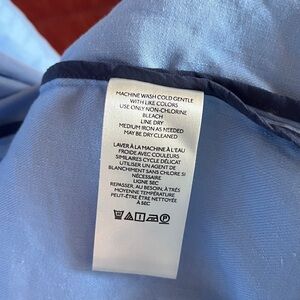 MACHINE WASH COLD GENTLE
WITH LIKE COLORS
USE ONLY NON-CHLORINE
BLEACH
LINE DRY
MEDIUM IRON AS NEEDED
MAY BE DRY CLEANED
LAVER À LA MACHINE À L'EAU
FROIDE AVEC COULEURS
SIMILAIRES CYCLE DÉLICAT
UTILISER UN AGENT DE
BLANCHIMENT SANS CHLORE SI
NÉCESSAIRE
LIGNE SEC
REPASSER, AU BESOIN, À TRÈS
MOYENNE TEMPÉRATURE
PEUT-ÊTRE ÊTRE NETTOYÉE
À SEC